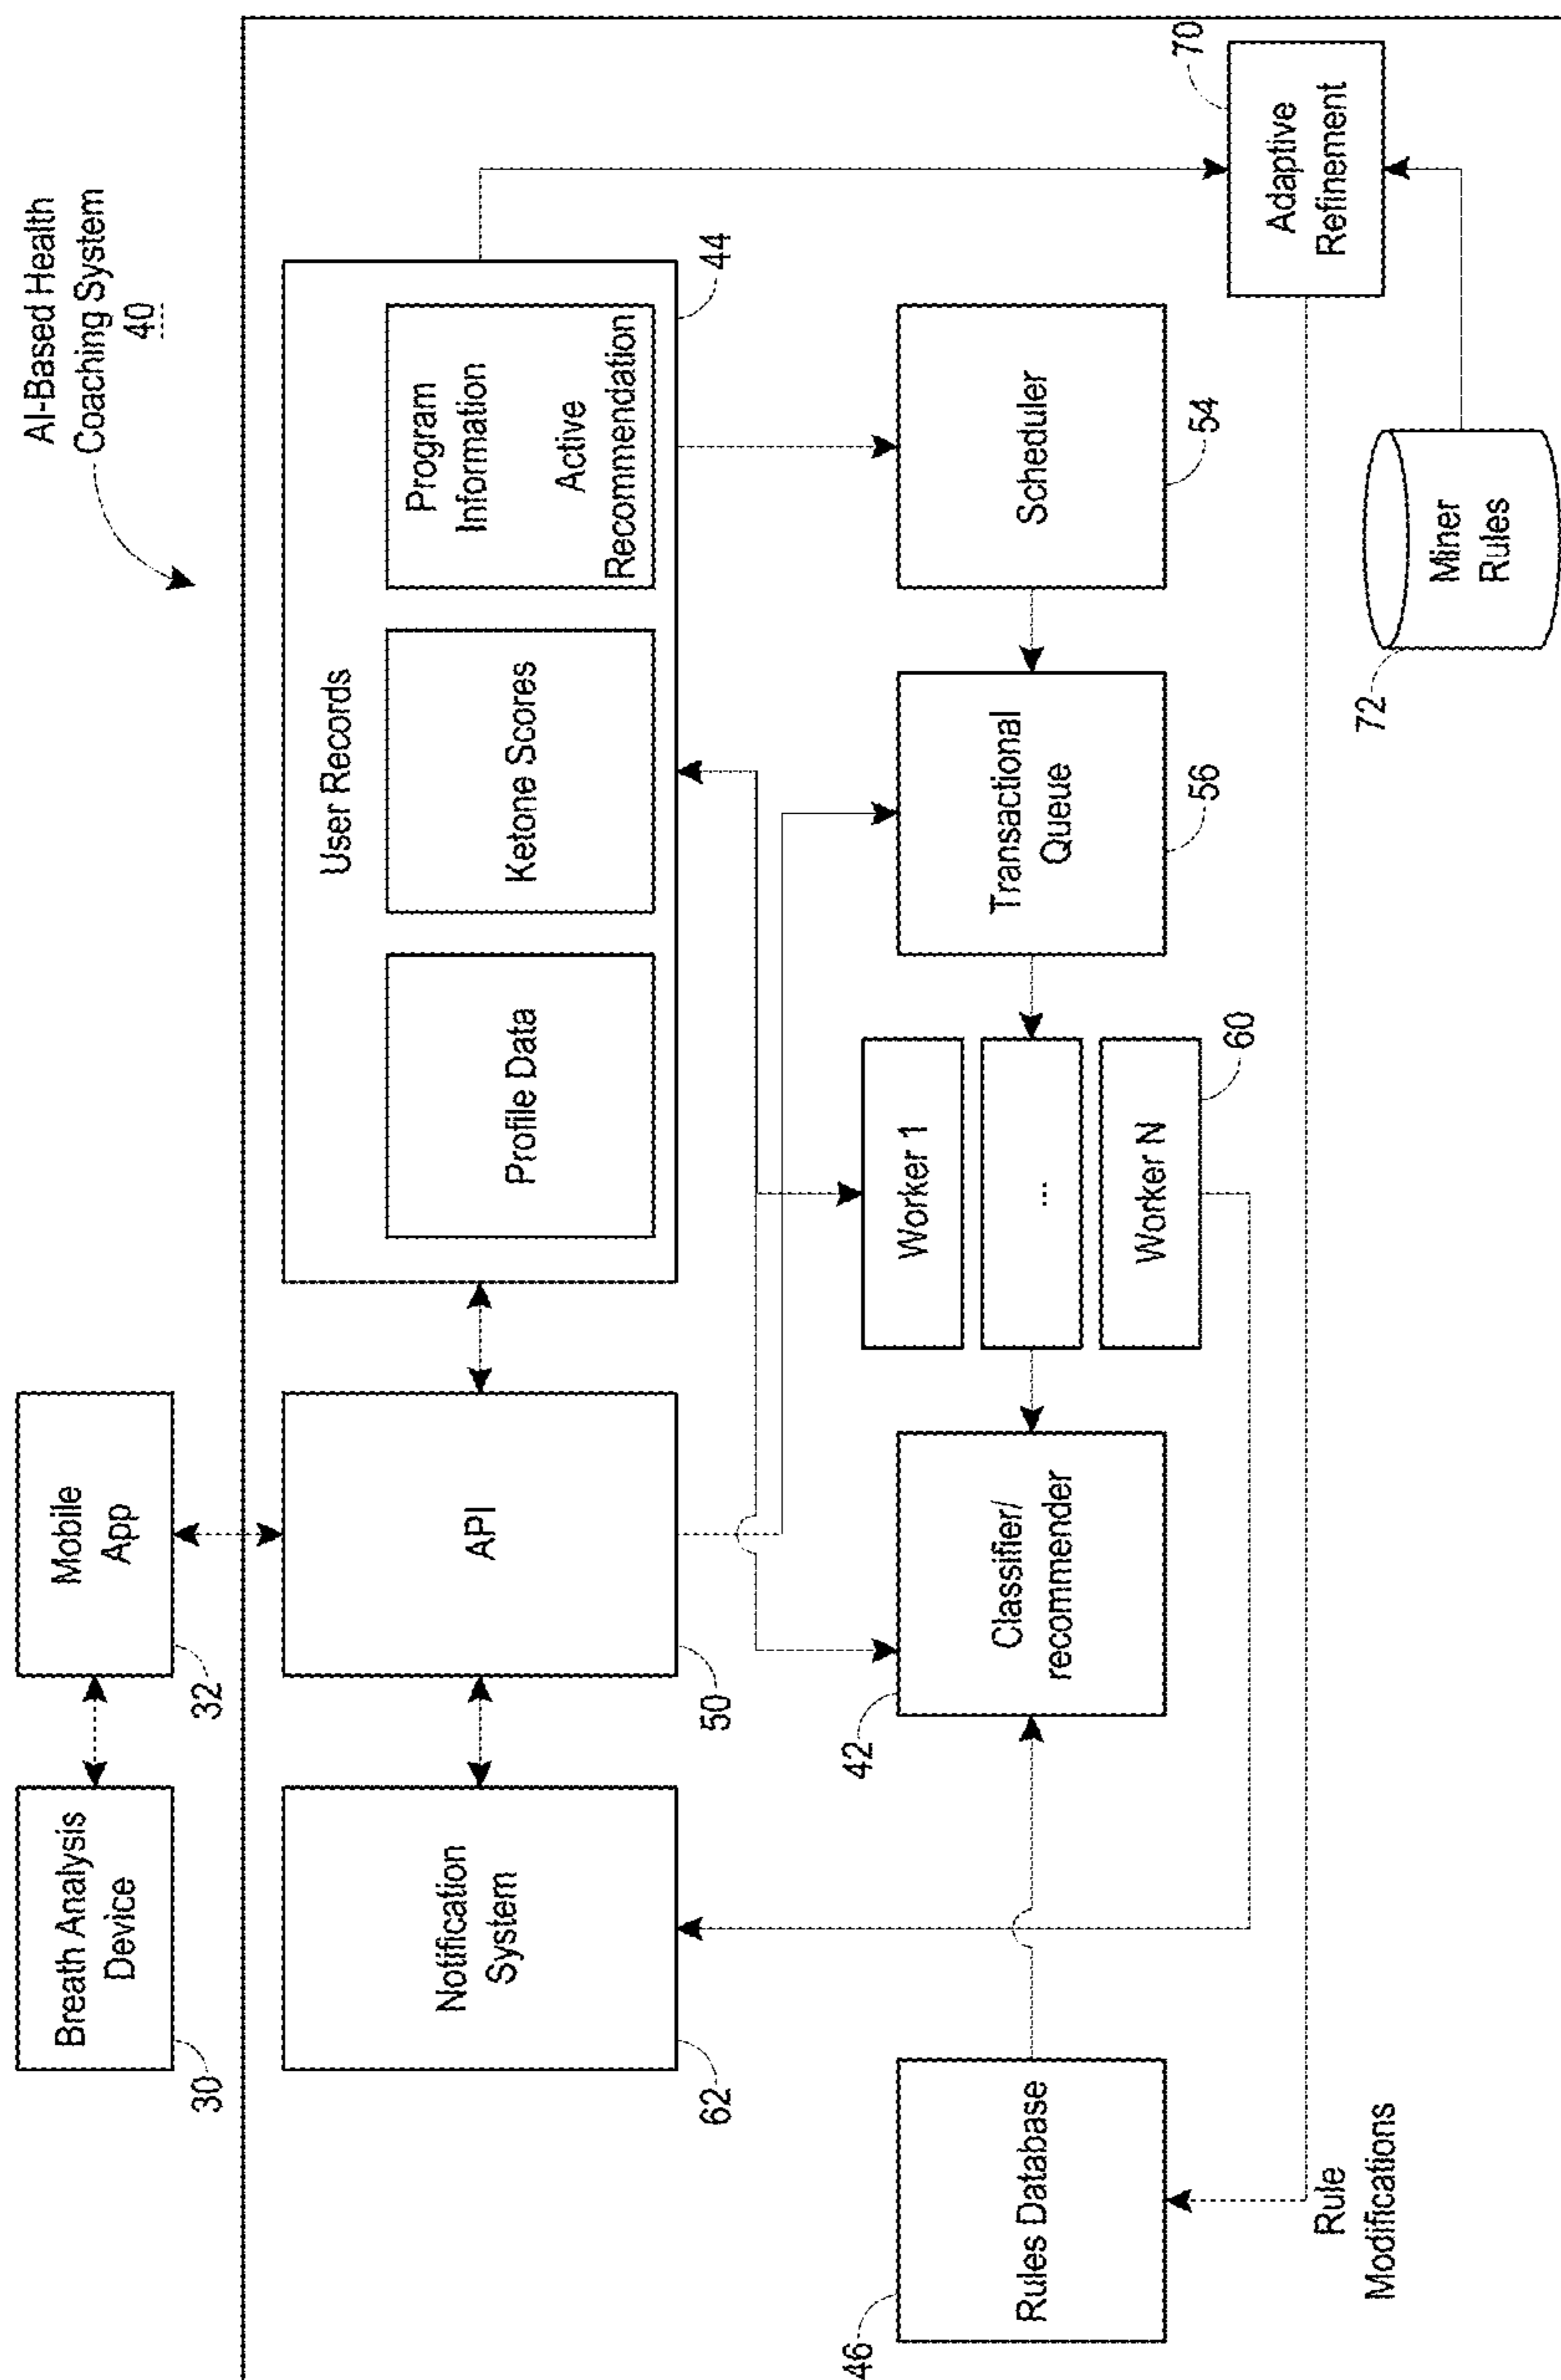 AI-Based Health
Coaching System
40
Breath Analysis
Device
30
Mobile
App
32
Notification
System
62
API
50
User Records
Profile Data
Ketone Scores
Program
Information
Active
Recommendation
44
Rules Database
46
Classifier/
recommender
42
Worker 1
...
Worker N
60
Transactional
Queue
56
Scheduler
54
Rule
Modifications
Adaptive
Refinement
70
Miner
Rules
72